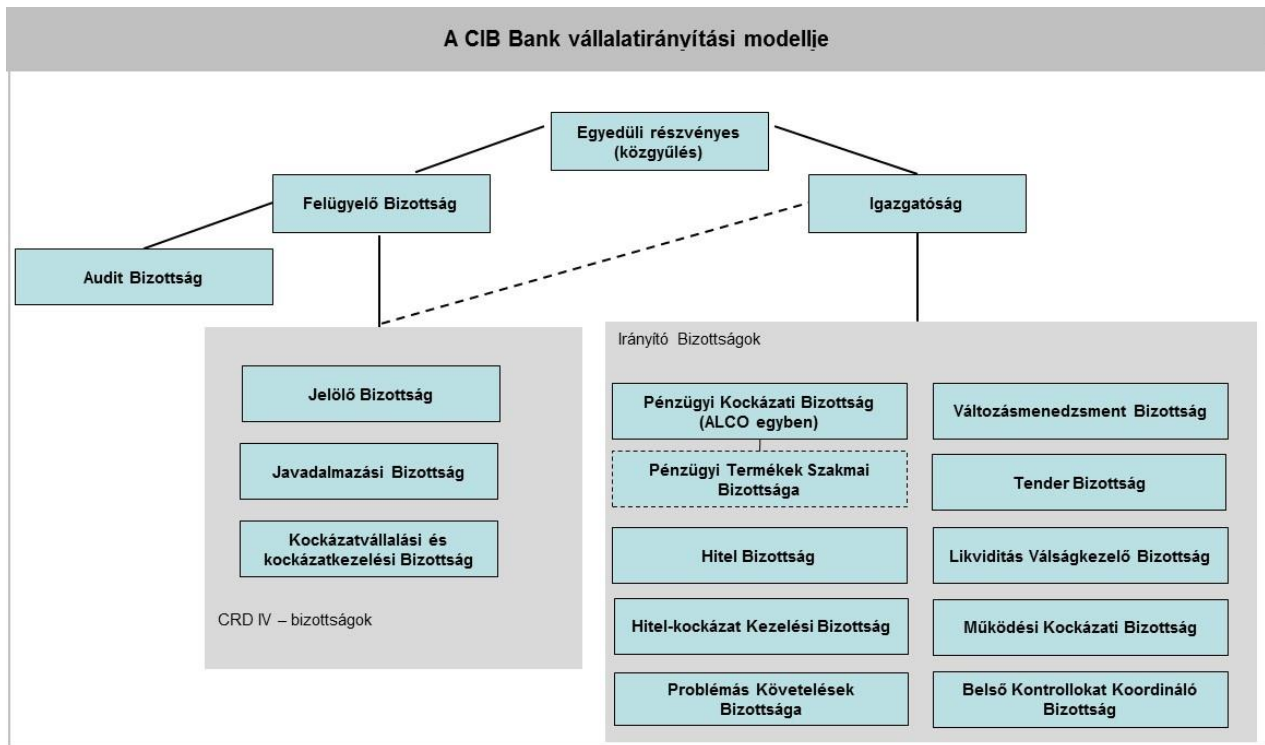 A CIB Bank vállalatirányítási modellje
Egyedüli részvényes
(közgyűlés)
Felügyelő Bizottság
Igazgatóság
Audit Bizottság
Jelölő Bizottság
Javadalmazási Bizottság
Kockázatvállalási és
kockázatkezelési Bizottság
CRD IV – bizottságok
Irányító Bizottságok
Pénzügyi Kockázati Bizottság
(ALCO egyben)
Változásmenedzsment Bizottság
Pénzügyi Termékek Szakmai
Bizottsága
Tender Bizottság
Hitel Bizottság
Likviditás Válságkezelő Bizottság
Hitel-kockázat Kezelési Bizottság
Működési Kockázati Bizottság
Problémás Követelések
Bizottsága
Belső Kontrollokat Koordináló
Bizottság